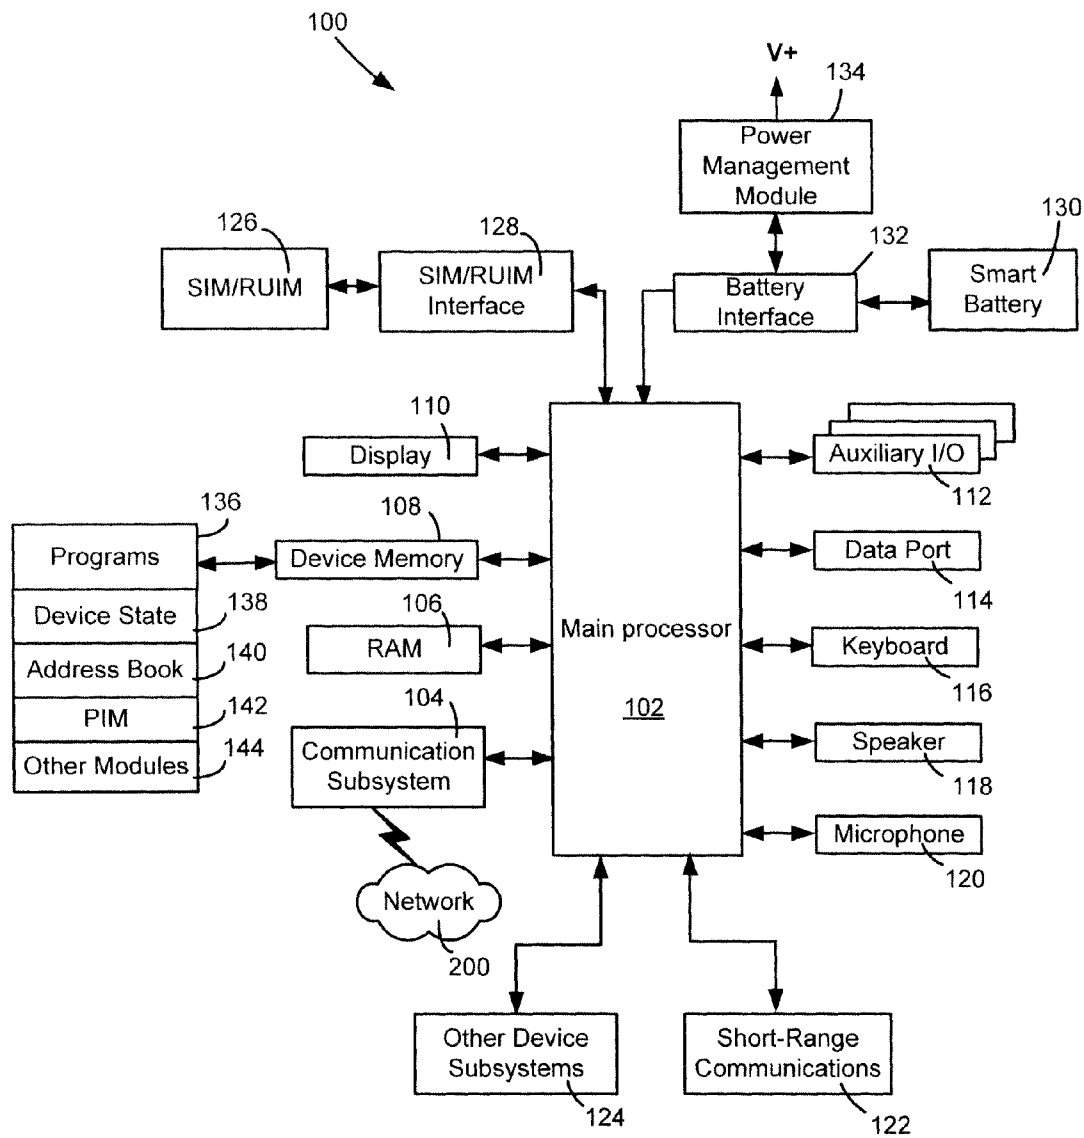 100
V+
134
Power
Management
Module
126
SIM/RUIM
128
SIM/RUIM
Interface
132
Battery
Interface
130
Smart
Battery
110
Display
Auxiliary I/O
112
136
Programs
108
Device Memory
Data Port
114
Device State
138
106
RAM
Main processor
102
Keyboard
116
Address Book
140
PIM
142
Other Modules
144
104
Communication
Subsystem
Speaker
118
Microphone
120
Network
200
Other Device
Subsystems
124
Short-Range
Communications
122